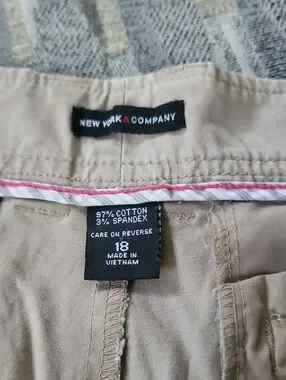 NEW YORK & COMPANY
97% COTTON
3% SPANDEX
CARE ON REVERSE
18
MADE IN
VIETNAM